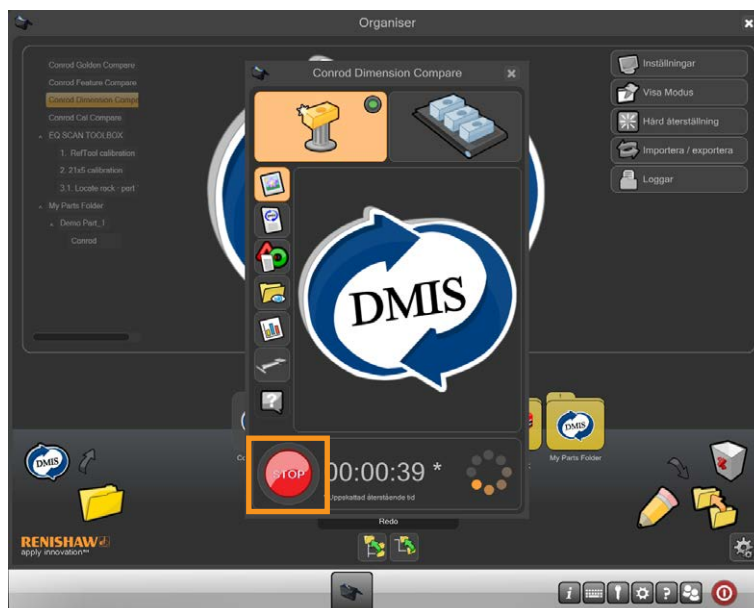 Organiser
Conrod Golden Compare
Conrod Feature Compare
Conrod Dimension Comp
Conrod Cal Compare
EQ SCAN TOOLBOX
1. RefTool calibration
2. 21x5 calibration
3.1. Locate rack - part
My Parts Folder
Demo Part_1
Conrod
Conrod Dimension Compare
Inställningar
Visa Modus
Hård återställning
Importera / exportera
Loggar
DMIS
STOP
00:00:39 *
* Uppskattad återstående tid
Redo
DMIS
DMIS
My Parts Folder
RENISHAW
apply innovation™